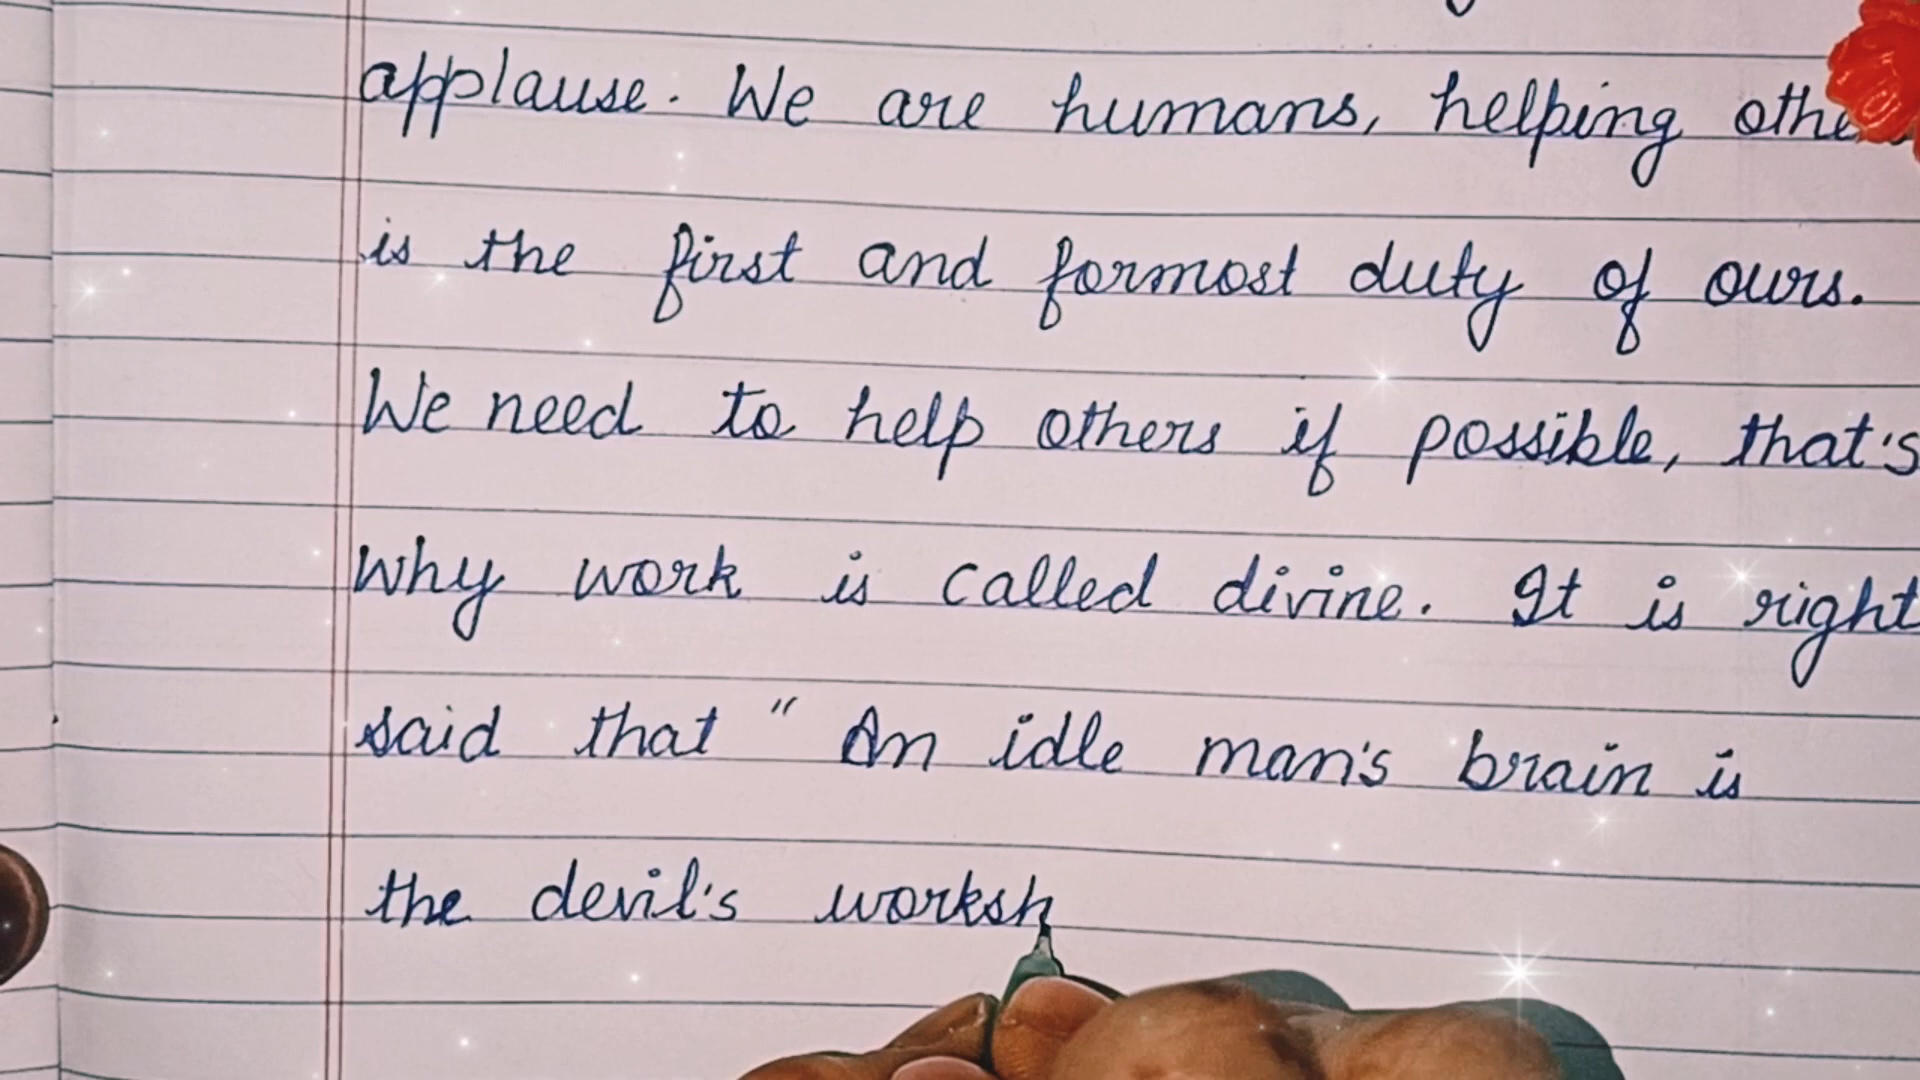 applause. We are humans, helping othe
is the first and formost duty of ours.
We need to help others if possible, that's
why work is called divine. It is right
said that " An idle man's brain is
the devil's worksh